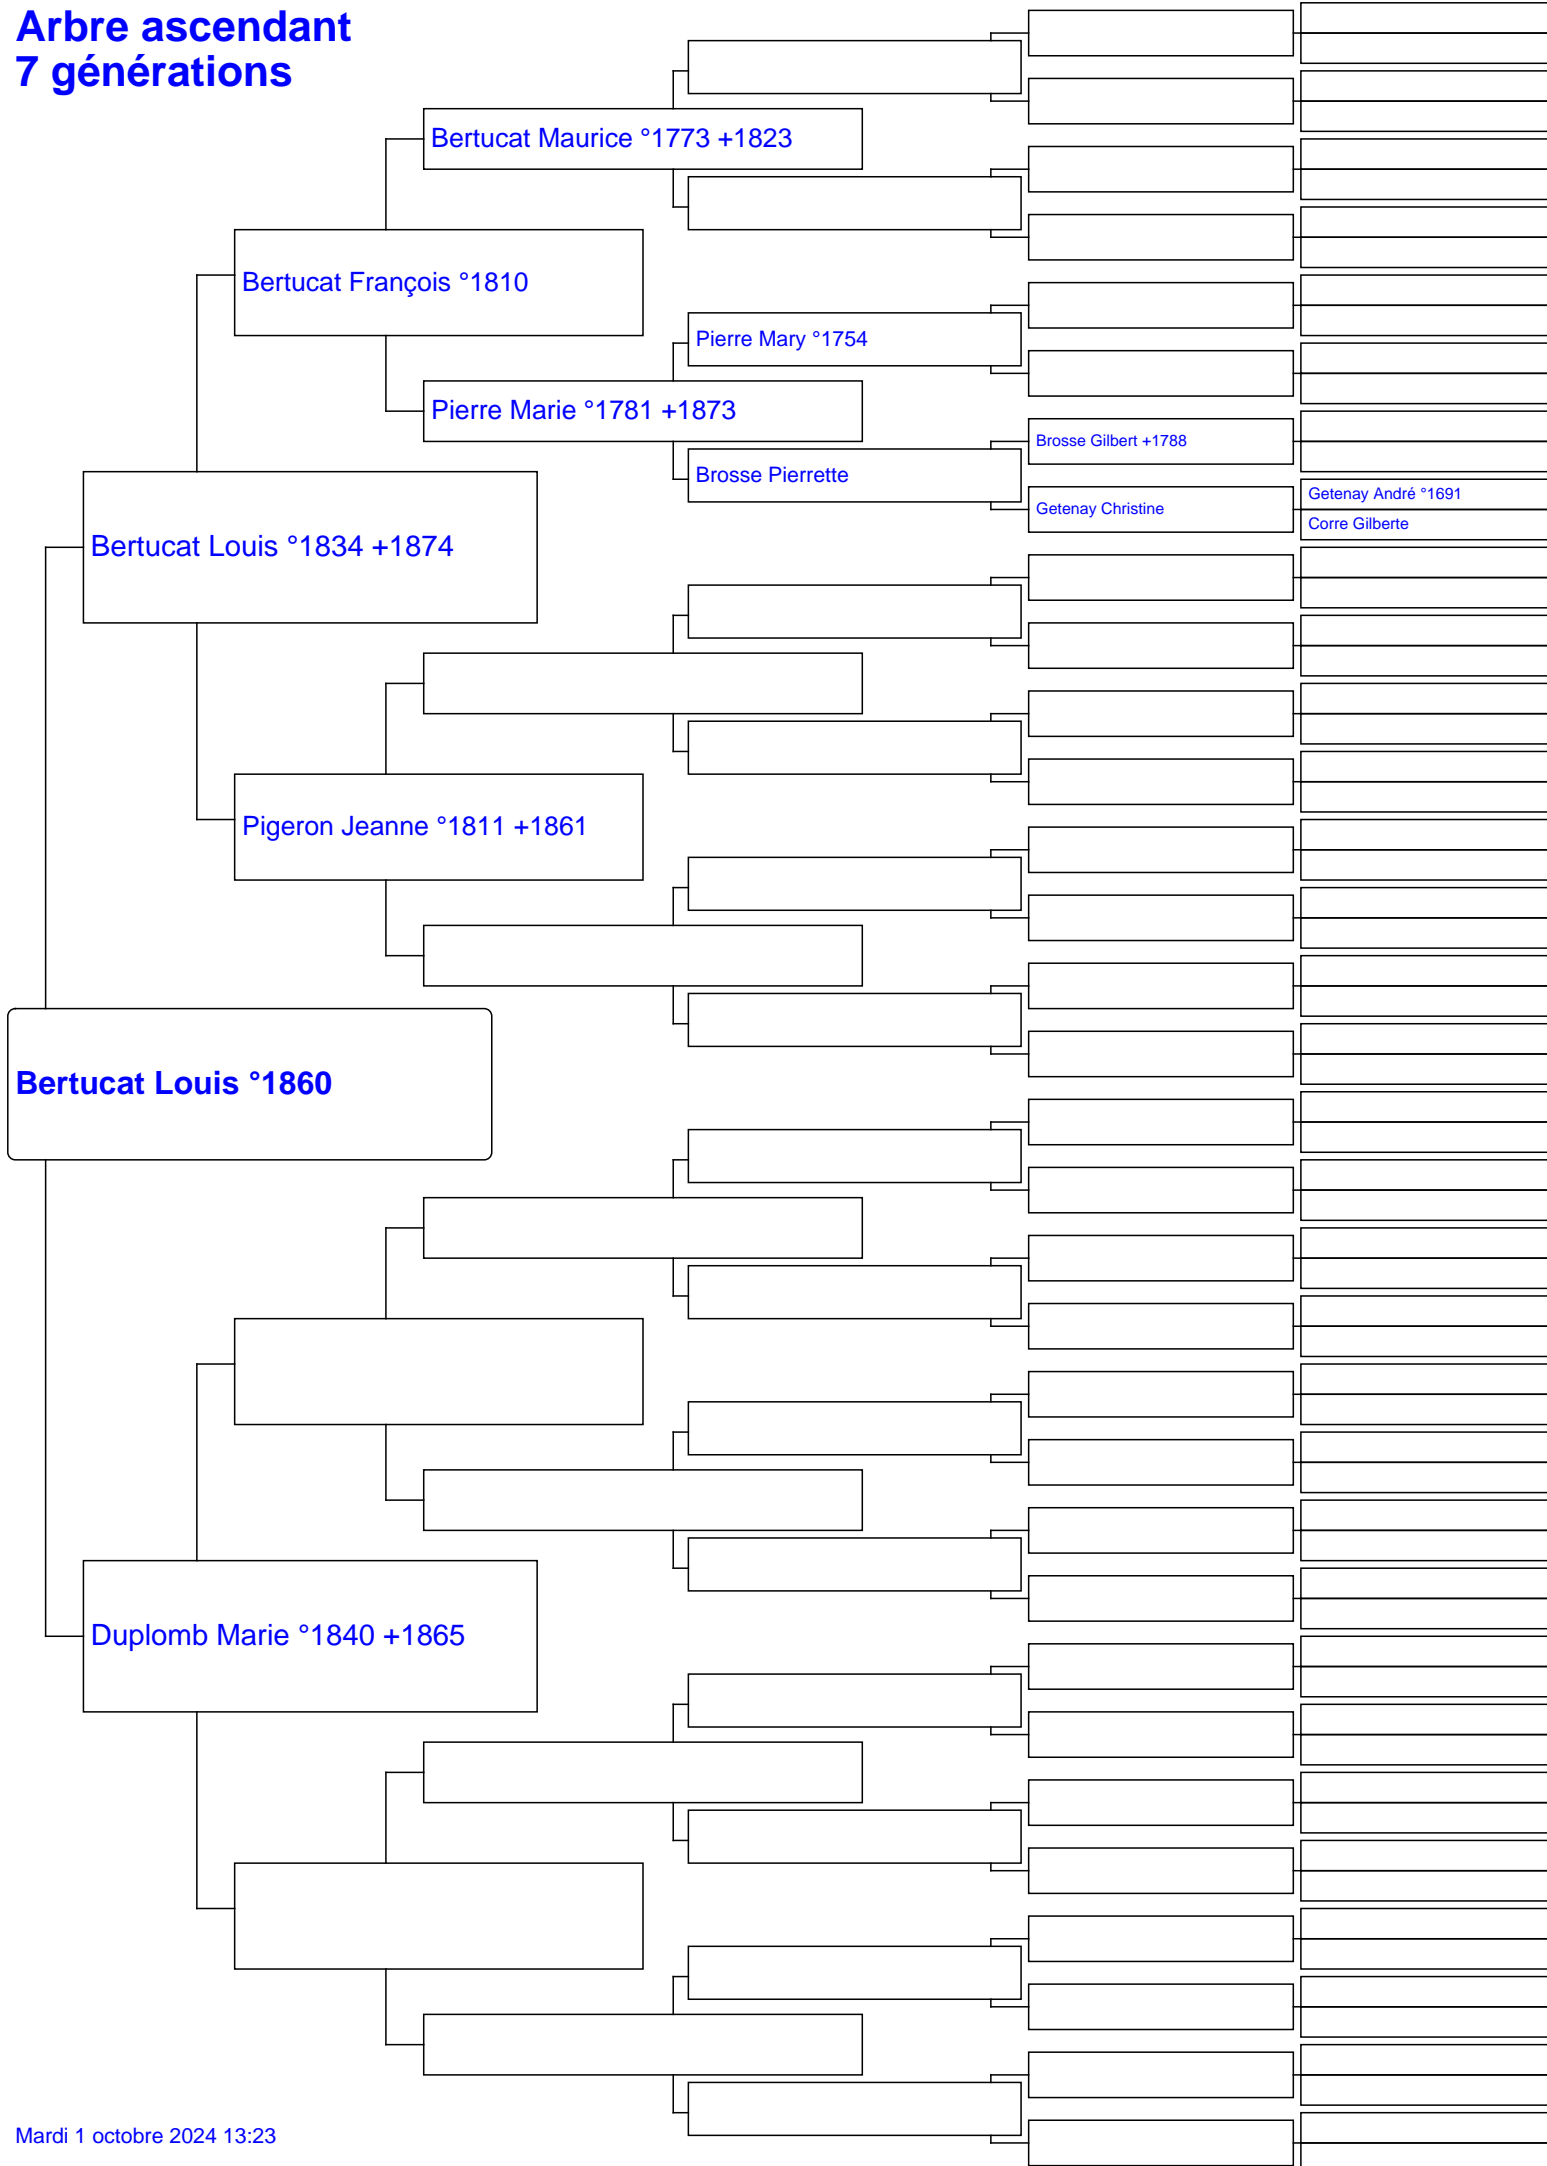 Arbre ascendant
7 générations
Bertucat Maurice °1773 +1823
Bertucat François °1810
Pierre Mary °1754
Pierre Marie °1781 +1873
Brosse Gilbert +1788
Brosse Pierrette
Getenay André °1691
Getenay Christine
Corre Gilberte
Bertucat Louis °1834 +1874
Pigeron Jeanne °1811 +1861
Bertucat Louis °1860
Duplomb Marie °1840 +1865
Mardi 1 octobre 2024 13:23